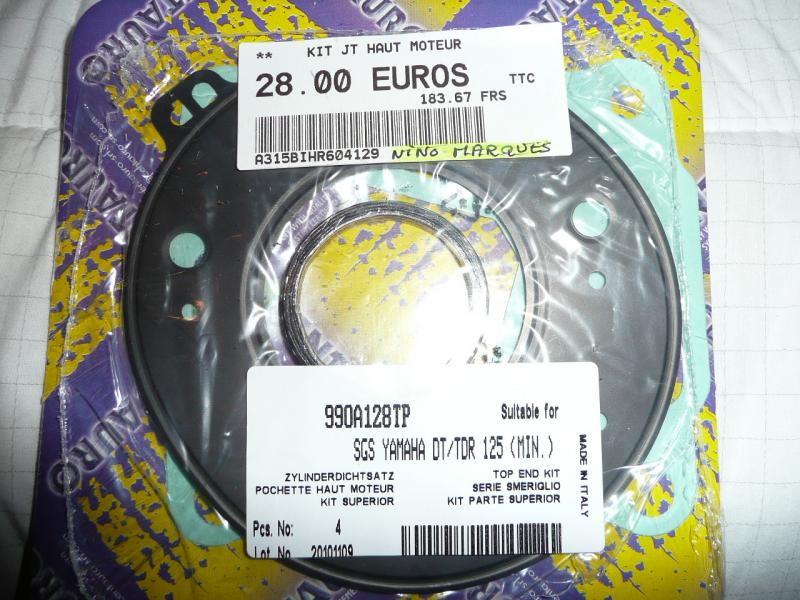 ** KIT JT HAUT MOTEUR
28.00 EUROS TTC
183.67 FRS
A315BIHR604129 NINO MARQUES
990A128TP Suitable for
SGS YAMAHA DT/TDR 125 (MIN.)
ZYLINDERDICHTSATZ TOP END KIT
POCHETTE HAUT MOTEUR SERIE SMERIGLIO
KIT SUPERIOR KIT PARTE SUPERIOR
MADE IN ITALY
Pcs. No: 4
Lot No. 20101109